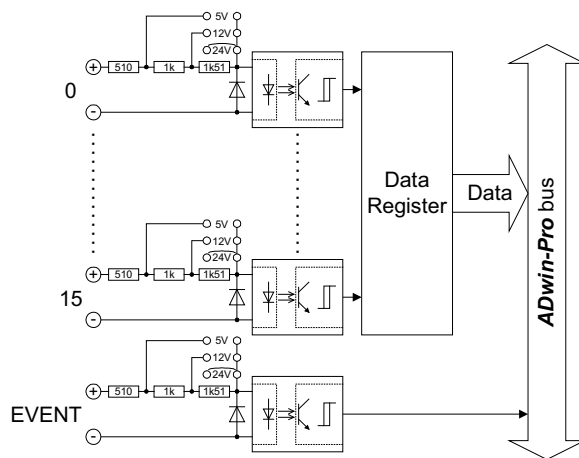 5V
12V
24V
+ 510 1k 1k51
0
-
Data
Register
Data
ADwin-Pro bus
5V
12V
24V
+ 510 1k 1k51
15
-
5V
12V
24V
+ 510 1k 1k51
EVENT
-